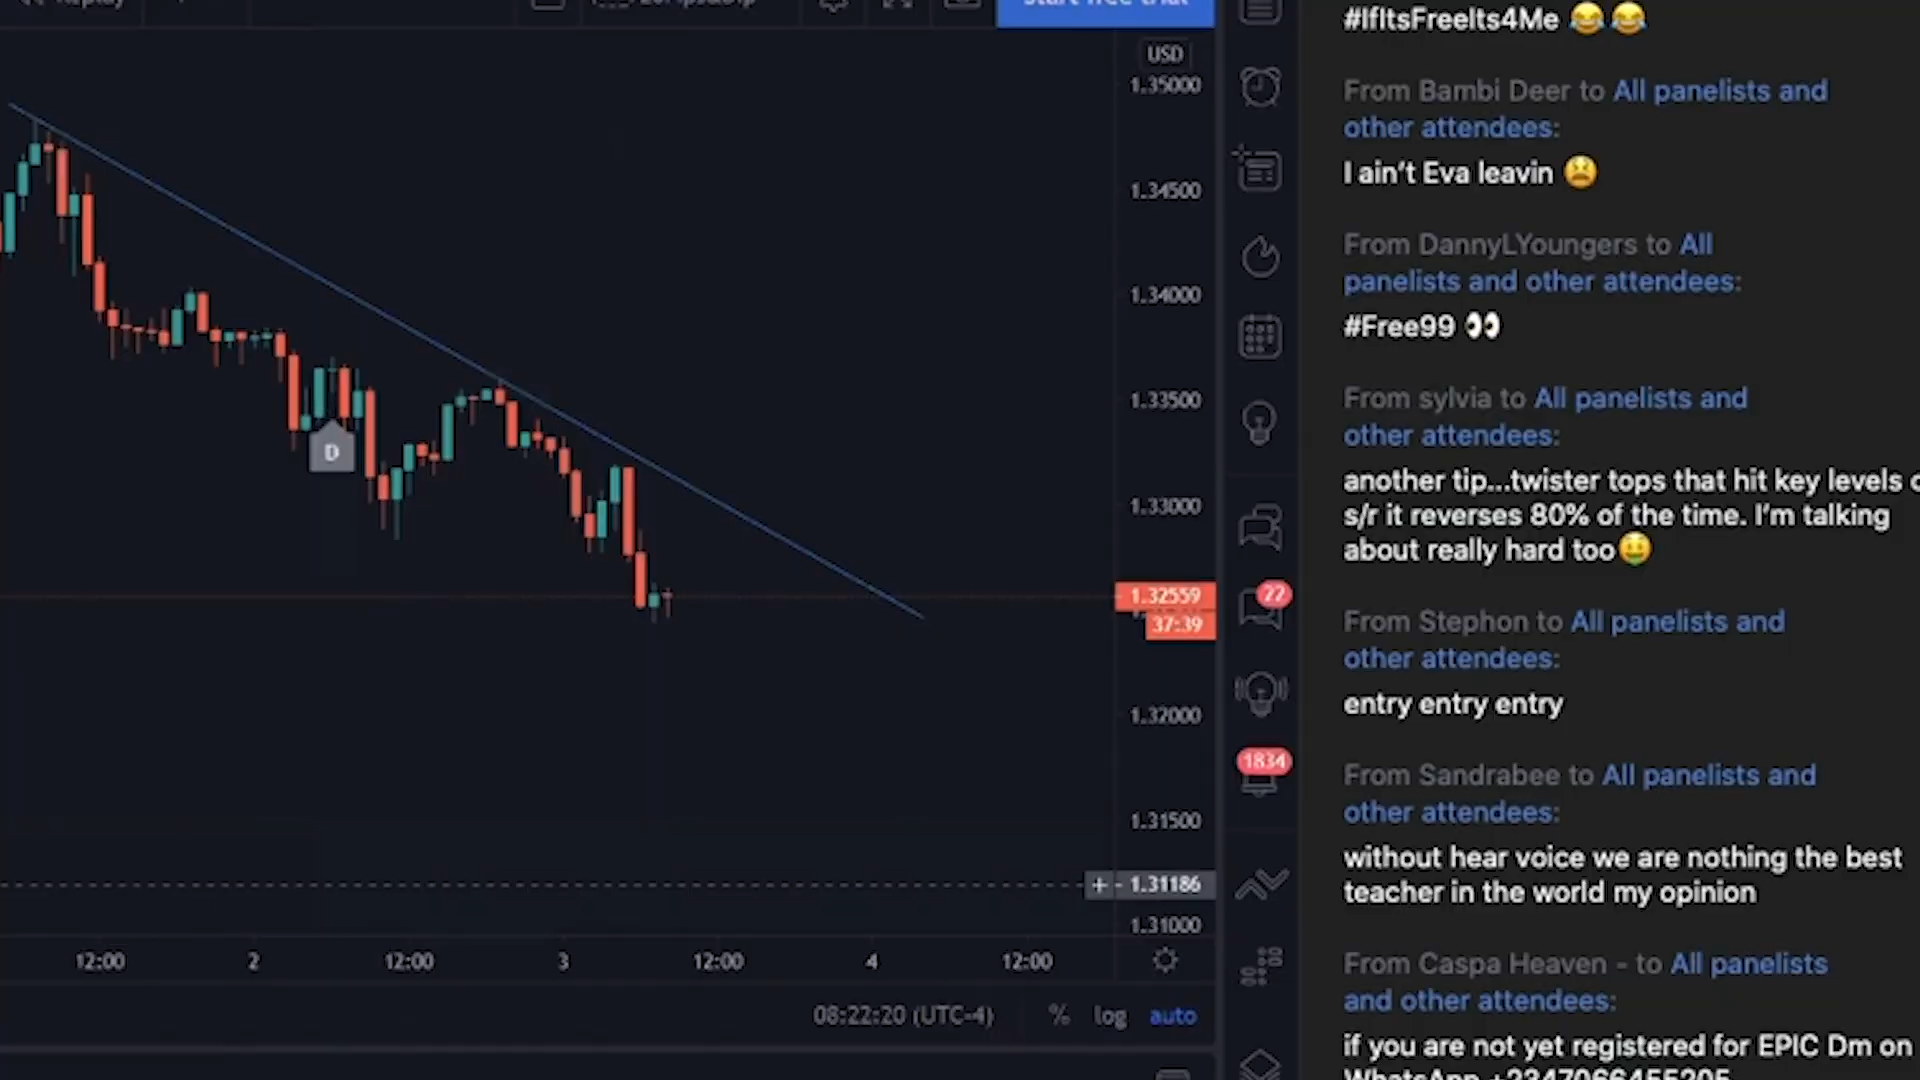 Replay
start free trial
USD
1.35000
1.34500
1.34000
1.33500
1.33000
1.32559
37:39
1.32000
1.31500
+ 1.31186
1.31000
D
12:00 2 12:00 3 12:00 4 12:00
08:22:20 (UTC-4) % log auto
22
1834
#IfItsFreeIts4Me 😂😂
From Bambi Deer to All panelists and
other attendees:
I ain't Eva leavin 😫
From DannyLYoungers to All
panelists and other attendees:
#Free99 👀
From sylvia to All panelists and
other attendees:
another tip...twister tops that hit key levels
s/r it reverses 80% of the time. I'm talking
about really hard too🤑
From Stephon to All panelists and
other attendees:
entry entry entry
From Sandrabee to All panelists and
other attendees:
without hear voice we are nothing the best
teacher in the world my opinion
From Caspa Heaven - to All panelists
and other attendees:
if you are not yet registered for EPIC Dm on
WhatsApp +2347066455205